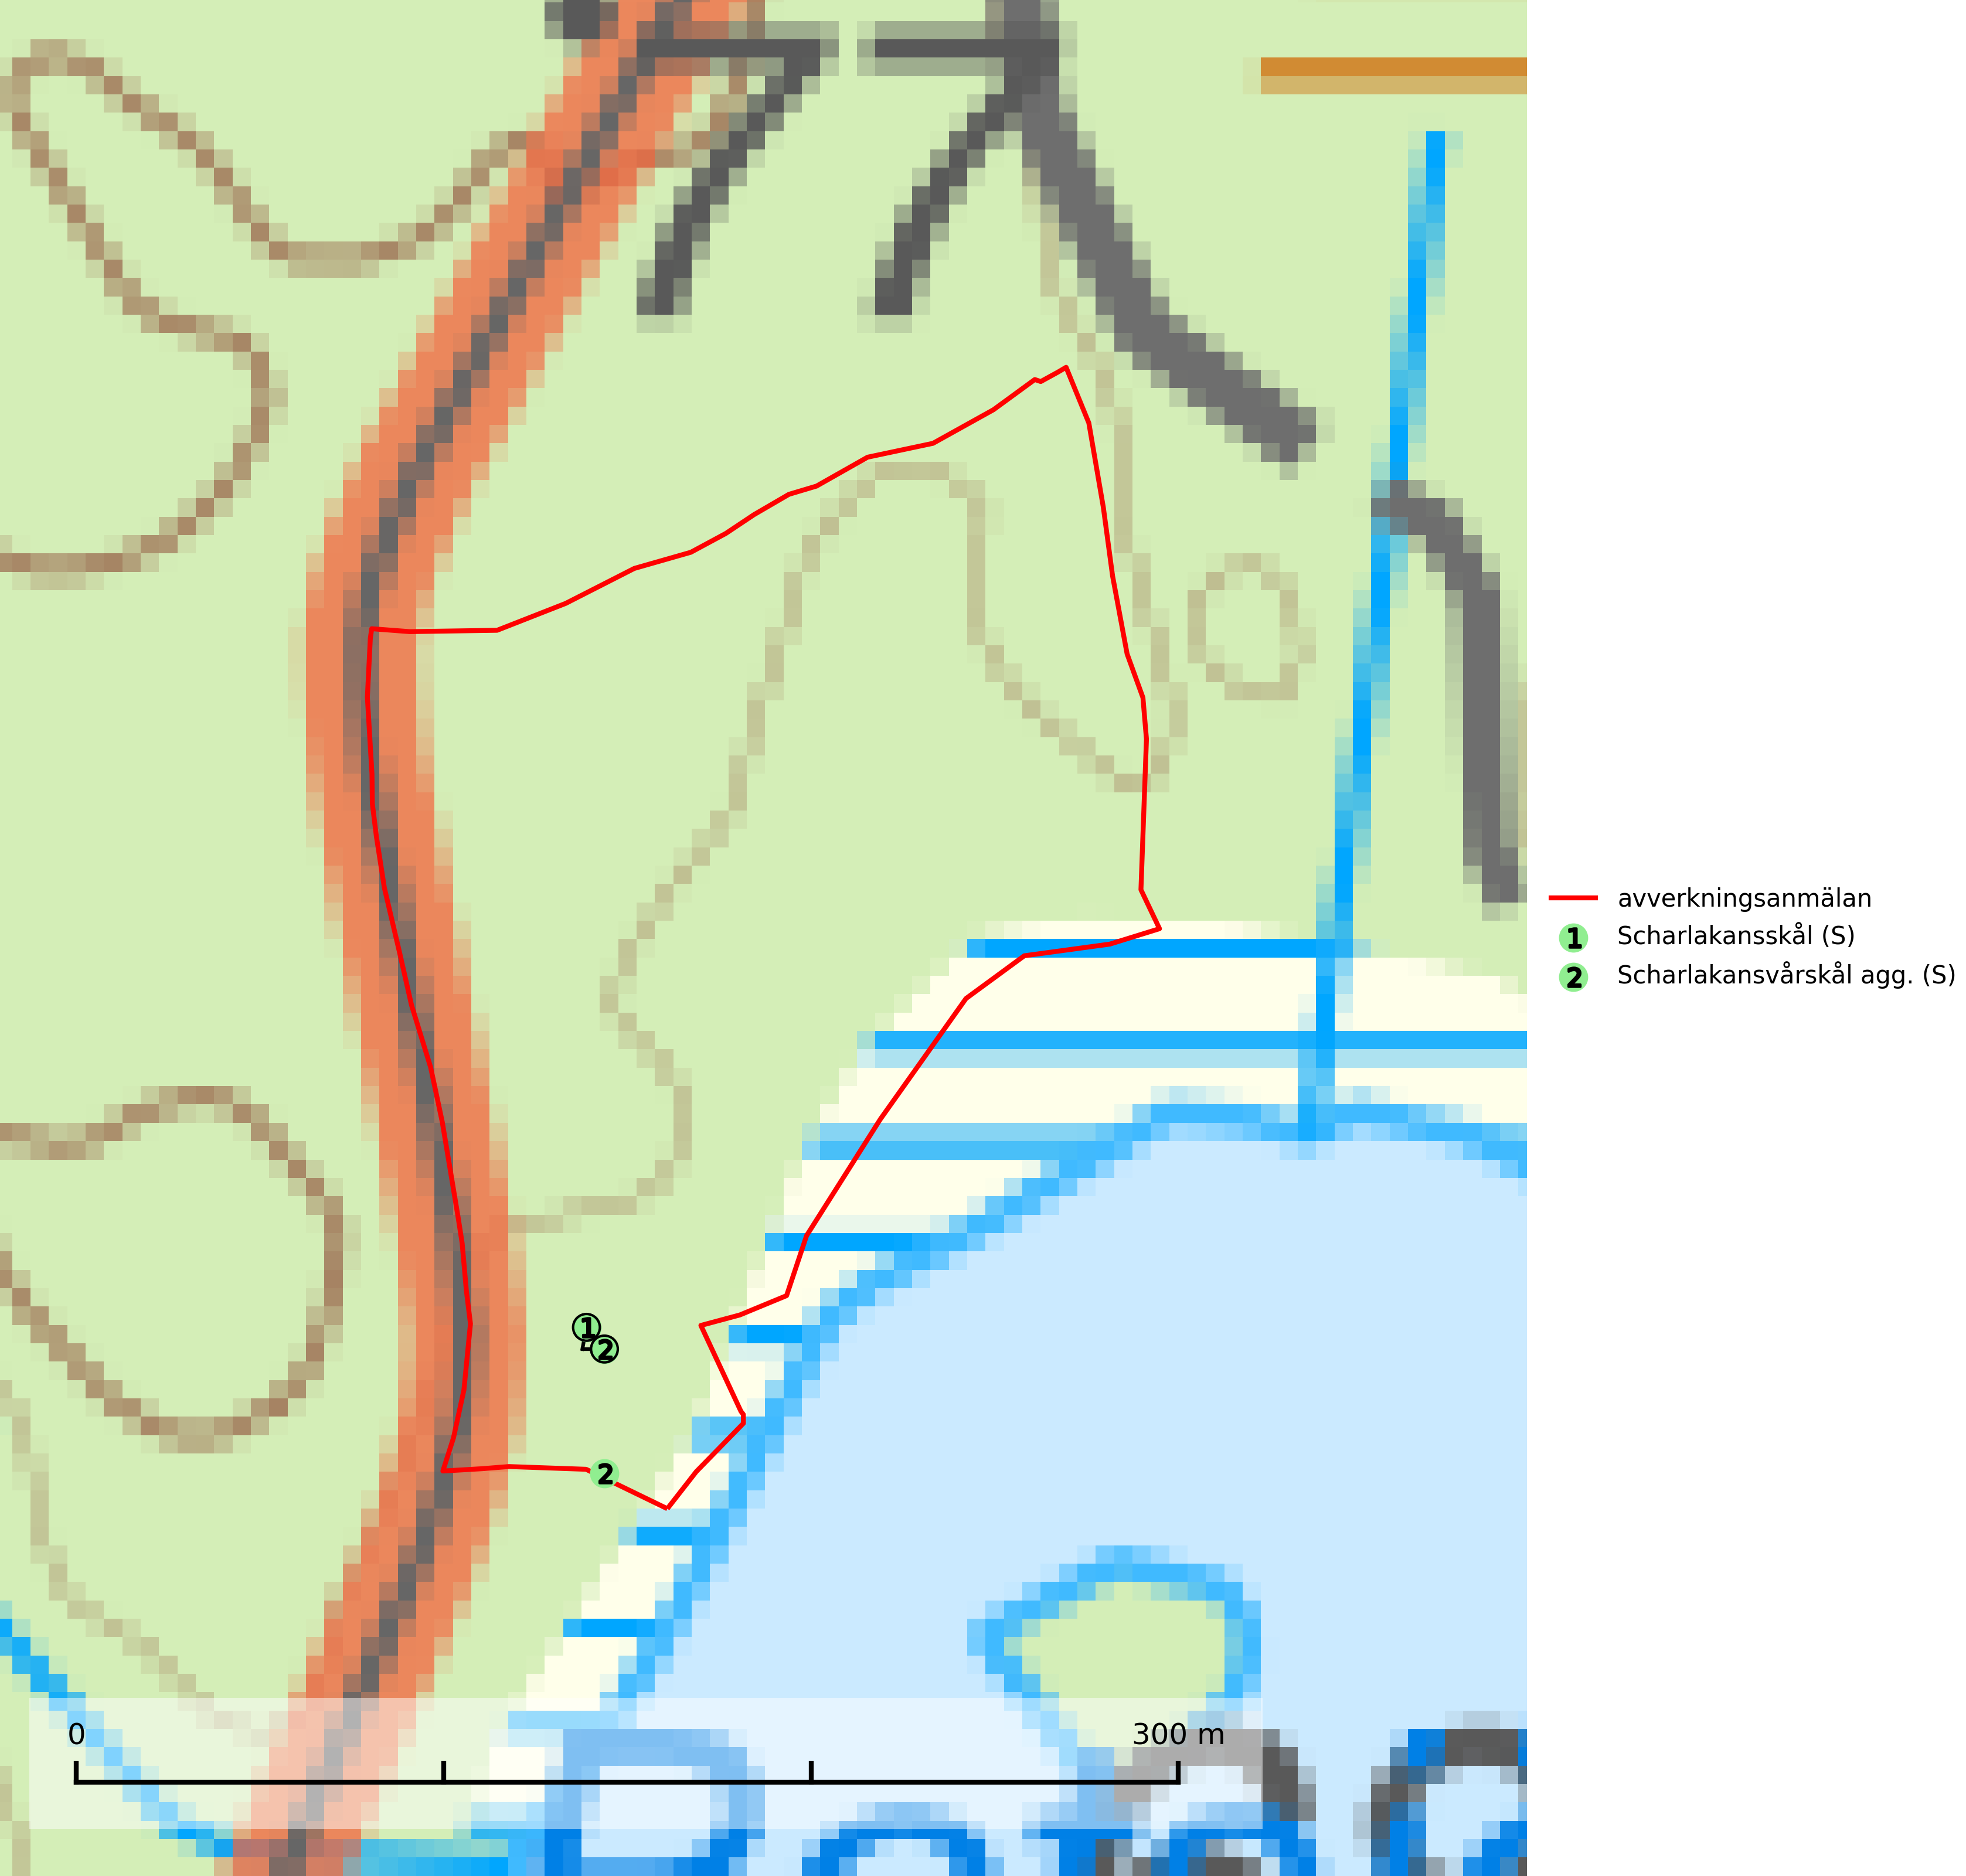 avverkningsanmälan
1 Scharlakansskål (S)
2 Scharlakansvårskål agg. (S)
1
2
2
0 300 m